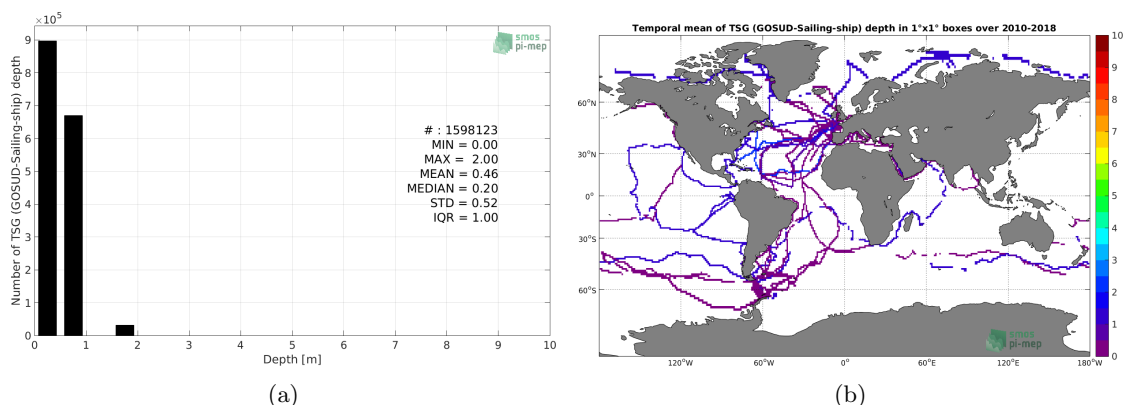 ×10⁵
9
8
7
6
5
4
3
2
1
0
Number of TSG (GOSUD-Sailing-ship) depth
smos
pi-mep
# : 1598123
MIN = 0.00
MAX = 2.00
MEAN = 0.46
MEDIAN = 0.20
STD = 0.52
IQR = 1.00
0 1 2 3 4 5 6 7 8 9 10
Depth [m]
(a)
Temporal mean of TSG (GOSUD-Sailing-ship) depth in 1°x1° boxes over 2010-2018
60°N
30°N
0°
30°S
60°S
120°W 60°W 0° 60°E 120°E 180°W
smos
pi-mep
10
9
8
7
6
5
4
3
2
1
0
(b)